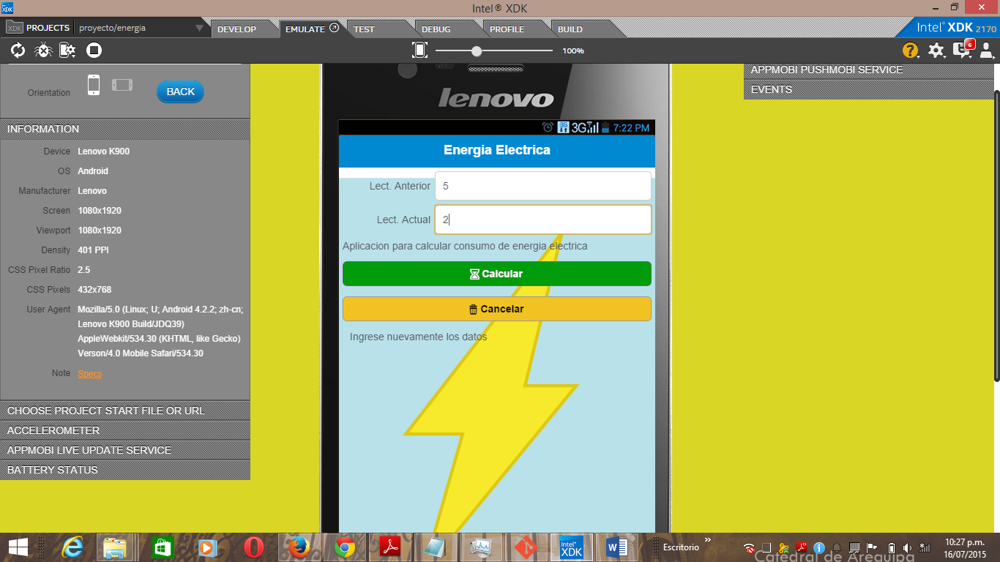 Intel® XDK
XDK PROJECTS proyecto/energia DEVELOP EMULATE TEST DEBUG PROFILE BUILD Intel® XDK 2170
100% ? 6
Orientation BACK
INFORMATION
Device Lenovo K900
OS Android
Manufacturer Lenovo
Screen 1080x1920
Viewport 1080x1920
Density 401 PPI
CSS Pixel Ratio 2.5
CSS Pixels 432x768
User Agent Mozilla/5.0 (Linux; U; Android 4.2.2; zh-cn;
Lenovo K900 Build/JDQ39)
AppleWebkit/534.30 (KHTML, like Gecko)
Verson/4.0 Mobile Safari/534.30
Note Specs
CHOOSE PROJECT START FILE OR URL
ACCELEROMETER
APPMOBI LIVE UPDATE SERVICE
BATTERY STATUS
lenovo
3G 3G 7:22 PM
Energia Electrica
Lect. Anterior 5
Lect. Actual 2
Aplicacion para calcular consumo de energia electrica
Calcular
Cancelar
Ingrese nuevamente los datos
APPMOBI PUSHMOBI SERVICE
EVENTS
Escritorio
10:27 p.m.
16/07/2015
Catedral de Arequipa